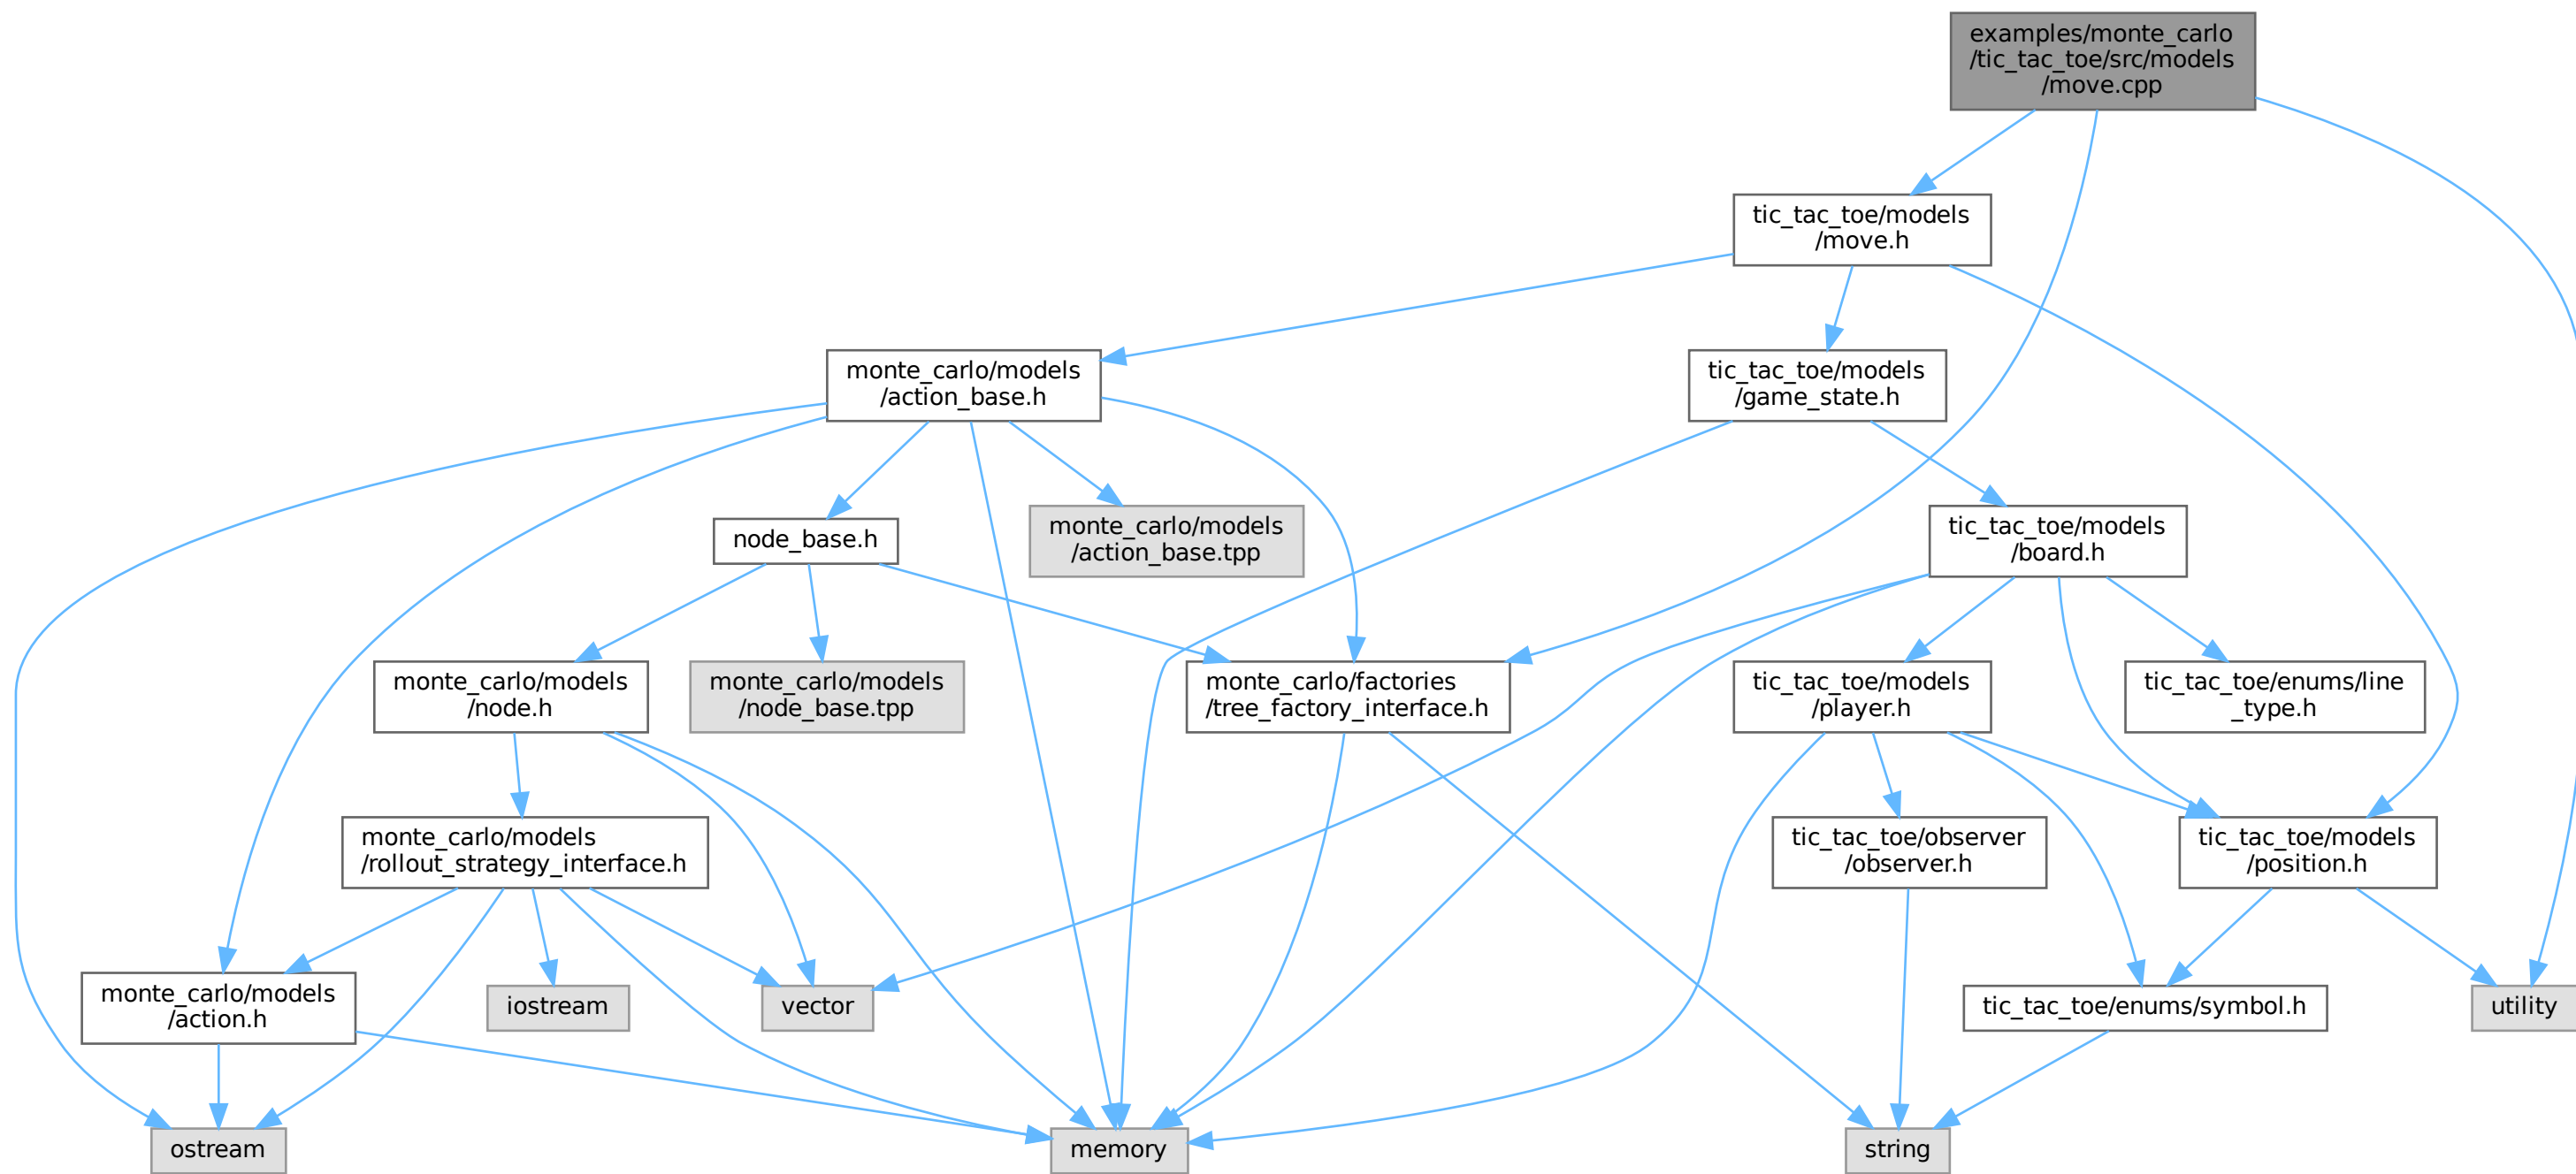 examples/monte_carlo
/tic_tac_toe/src/models
/move.cpp
tic_tac_toe/models
/move.h
monte_carlo/models
/action_base.h
tic_tac_toe/models
/game_state.h
node_base.h
monte_carlo/models
/action_base.tpp
tic_tac_toe/models
/board.h
monte_carlo/models
/node.h
monte_carlo/models
/node_base.tpp
monte_carlo/factories
/tree_factory_interface.h
tic_tac_toe/models
/player.h
tic_tac_toe/enums/line
_type.h
monte_carlo/models
/rollout_strategy_interface.h
tic_tac_toe/observer
/observer.h
tic_tac_toe/models
/position.h
monte_carlo/models
/action.h
iostream
vector
tic_tac_toe/enums/symbol.h
utility
ostream
memory
string